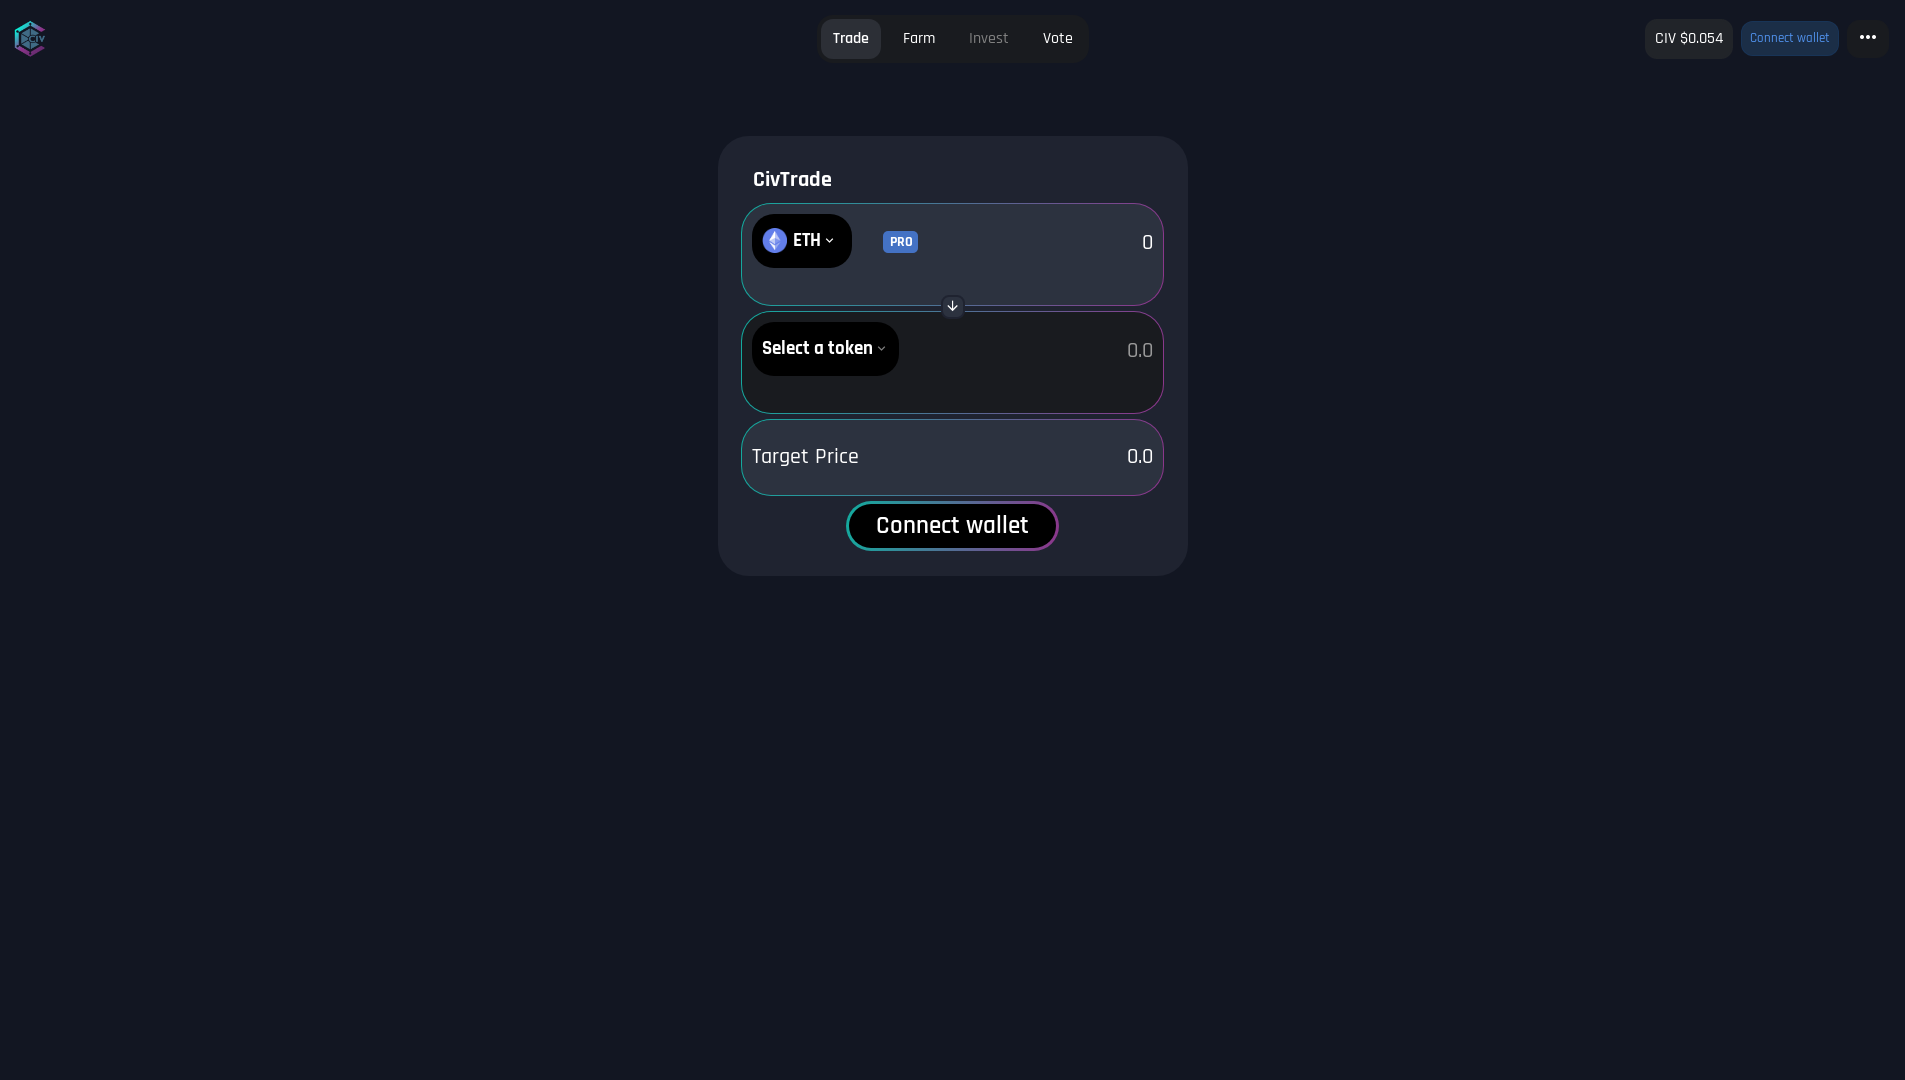 CIV
Trade
Farm
Invest
Vote
CIV $0.054
Connect wallet
CivTrade
ETH
PRO
0
Select a token
0.0
Target Price
0.0
Connect wallet